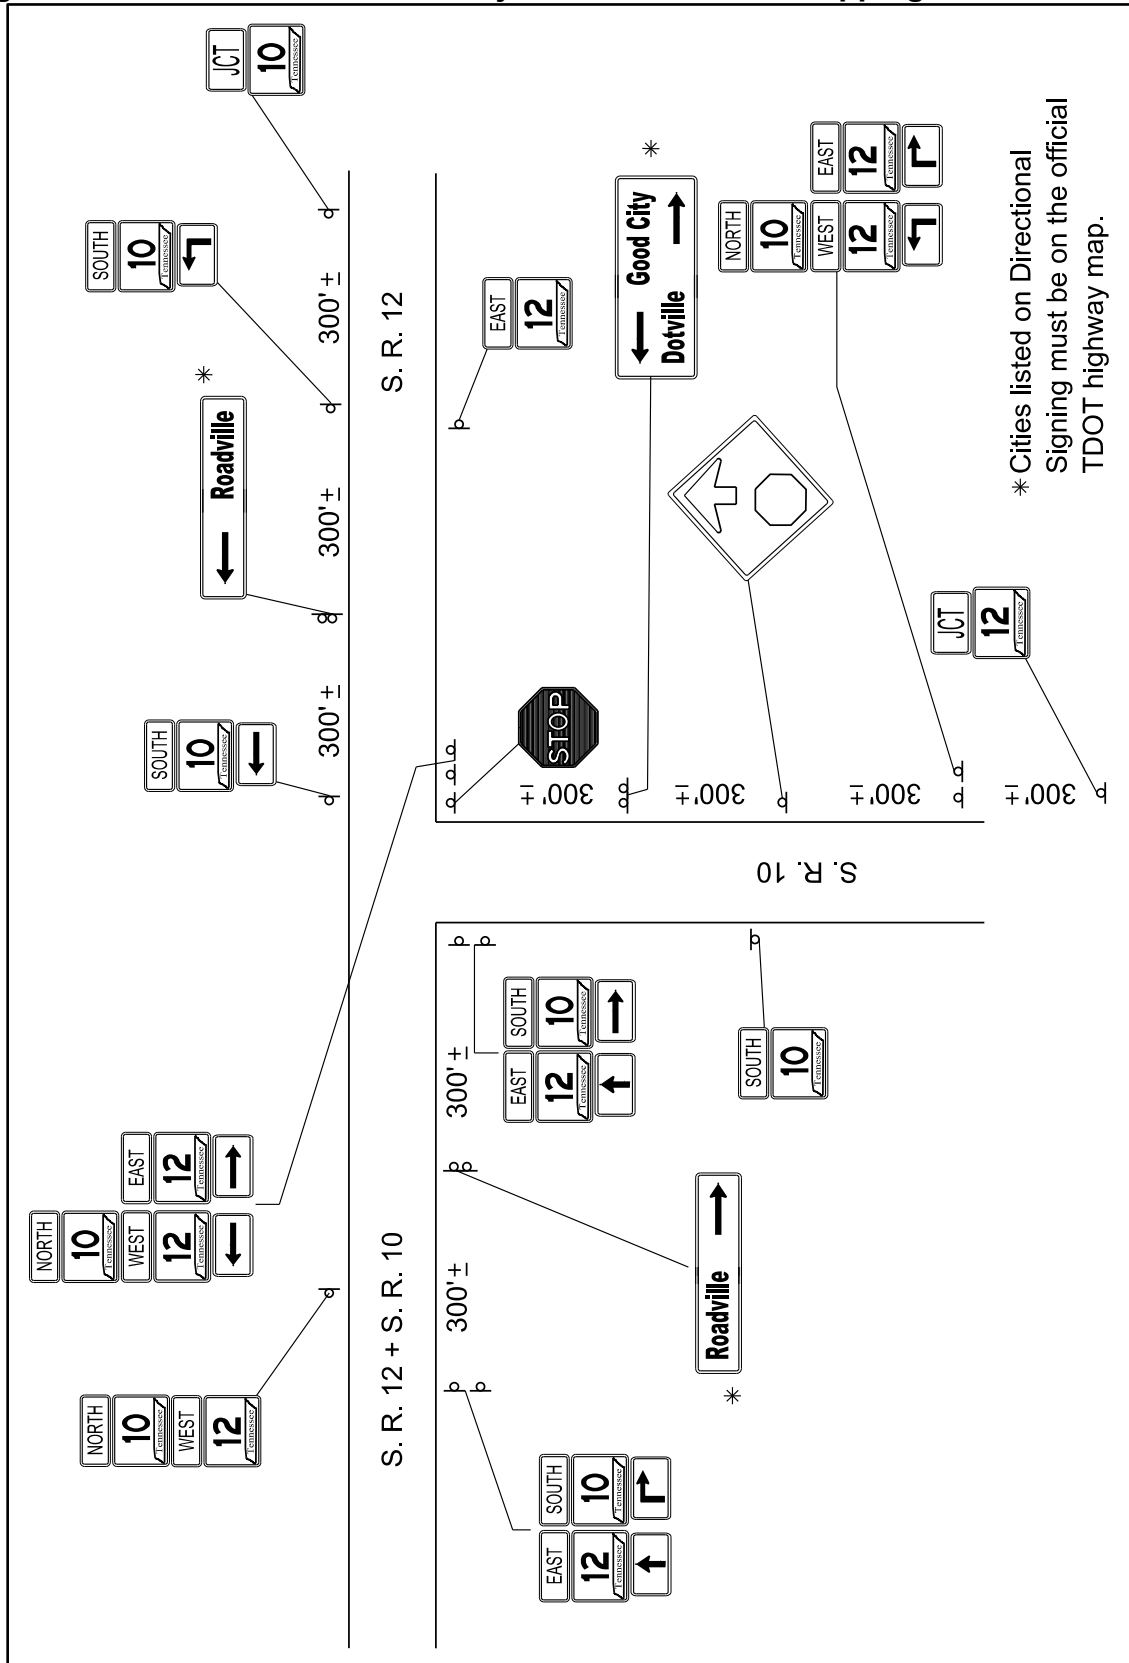 NORTH
10
Tennessee
WEST
12
Tennessee
NORTH
10
Tennessee
WEST
12
Tennessee
EAST
12
Tennessee
SOUTH
10
Tennessee
Roadville
*
SOUTH
10
Tennessee
JCT
10
Tennessee
300' ±
300' ±
300' ±
S. R. 12 + S. R. 10
S. R. 12
300' ±
300' ±
EAST
12
Tennessee
SOUTH
10
Tennessee
EAST
12
Tennessee
SOUTH
10
Tennessee
Roadville
*
SOUTH
10
Tennessee
S. R. 10
STOP
300' ±
300' ±
300' ±
300' ±
EAST
12
Tennessee
Good City
Dotville
*
NORTH
10
Tennessee
WEST
12
Tennessee
EAST
12
Tennessee
JCT
12
Tennessee
* Cities listed on Directional
Signing must be on the official
TDOT highway map.